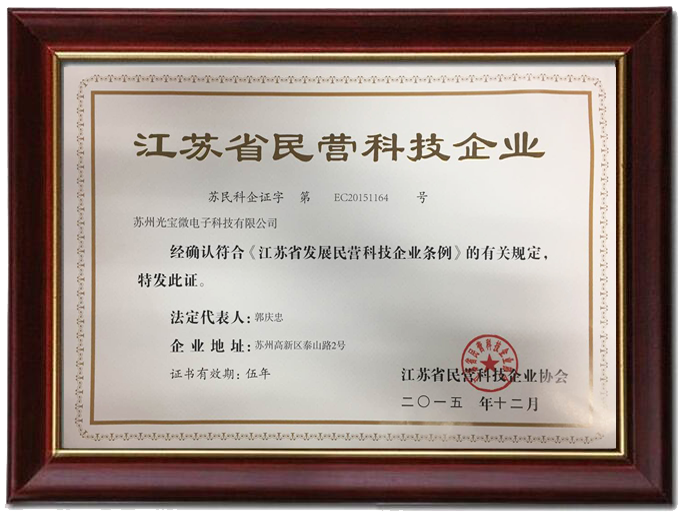 江苏省民营科技企业
苏民科企证字 第 EC20151164 号
苏州光宝微电子科技有限公司
经确认符合《江苏省发展民营科技企业条例》的有关规定，
特发此证。
法定代表人：郭庆忠
企业地址：苏州高新区泰山路2号
证书有效期：伍年
江苏省民营科技企业协会
二〇一五 年十二月